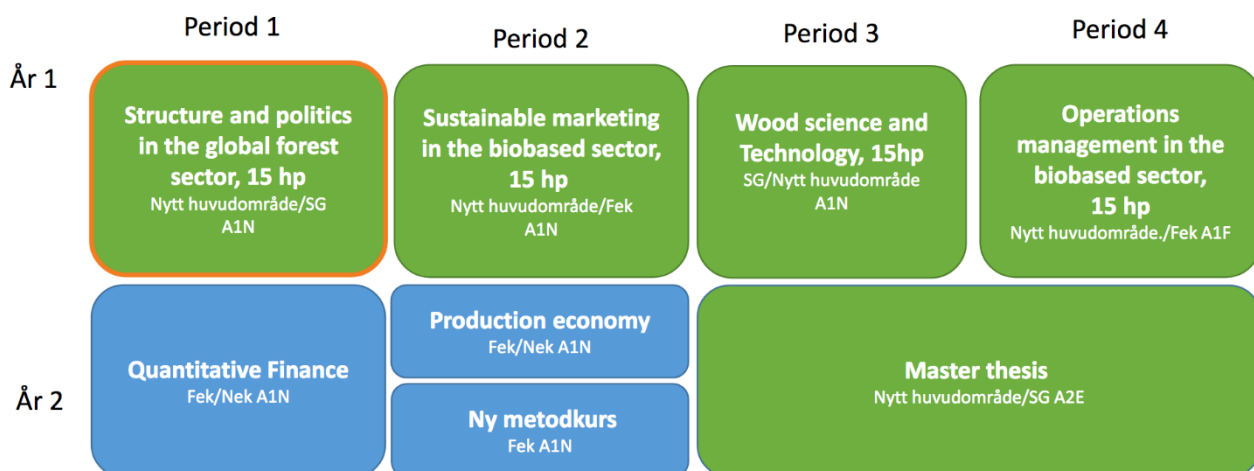 Period 1
Period 2
Period 3
Period 4
År 1
Structure and politics
in the global forest
sector, 15 hp
Nytt huvudområde/SG
A1N
Sustainable marketing
in the biobased sector,
15 hp
Nytt huvudområde/Fek
A1N
Wood science and
Technology, 15hp
SG/Nytt huvudområde
A1N
Operations
management in the
biobased sector,
15 hp
Nytt huvudområde./Fek A1F
År 2
Quantitative Finance
Fek/Nek A1N
Production economy
Fek/Nek A1N
Ny metodkurs
Fek A1N
Master thesis
Nytt huvudområde/SG A2E